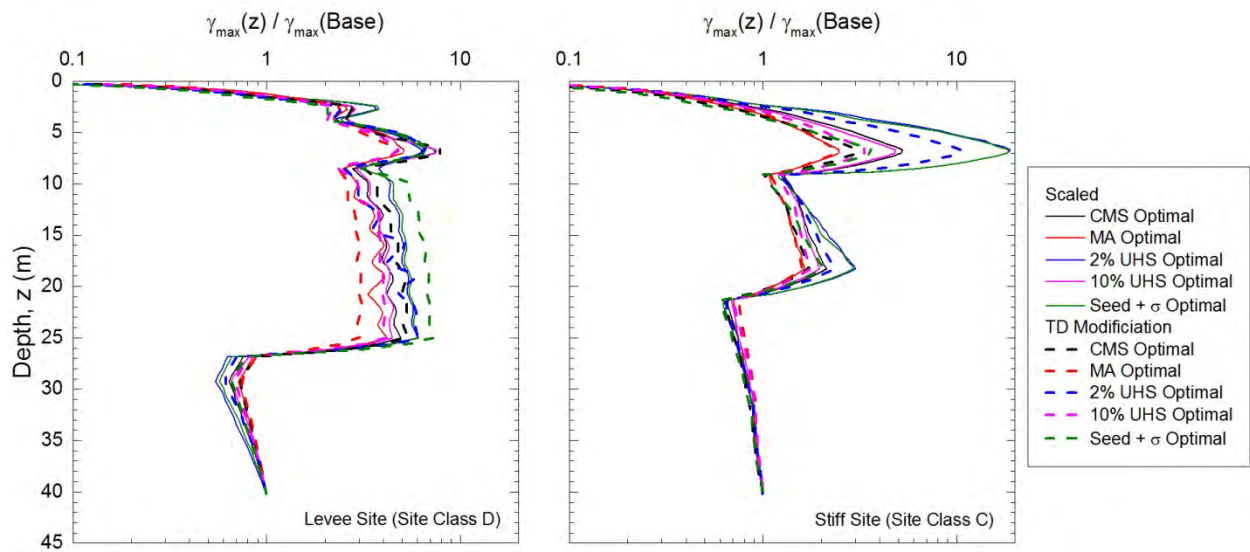 γmax(z) / γmax(Base)
0.1 1 10
0
5
10
15
20
25
30
35
40
45
Depth, z (m)
Levee Site (Site Class D)
γmax(z) / γmax(Base)
0.1 1 10
Stiff Site (Site Class C)
Scaled
CMS Optimal
MA Optimal
2% UHS Optimal
10% UHS Optimal
Seed + σ Optimal
TD Modificiation
CMS Optimal
MA Optimal
2% UHS Optimal
10% UHS Optimal
Seed + σ Optimal